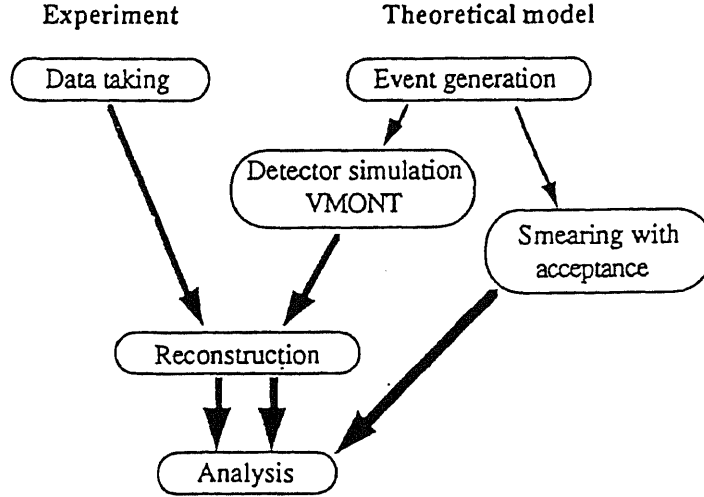 Experiment
Theoretical model
Data taking
Event generation
Detector simulation
VMONT
Smearing with
acceptance
Reconstruction
Analysis